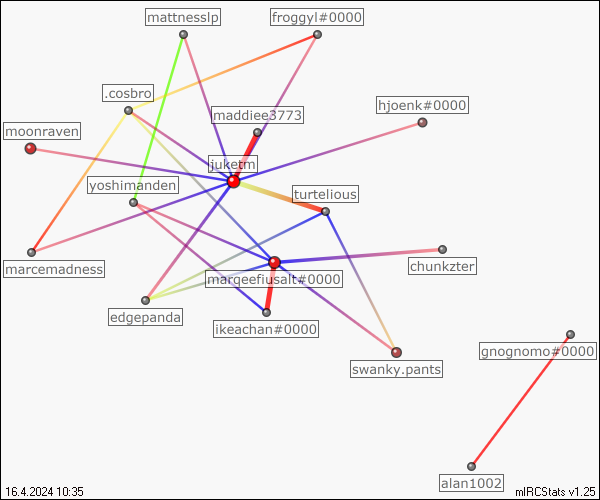 mattnesslp
froggyl#0000
.cosbro
maddiee3773
hjoenk#0000
moonraven
juketm
yoshimanden
turtelious
marcemadness
marqeefiusalt#0000
chunkzter
edgepanda
ikeachan#0000
gnognomo#0000
swanky.pants
alan1002
16.4.2024 10:35
mIRCStats v1.25